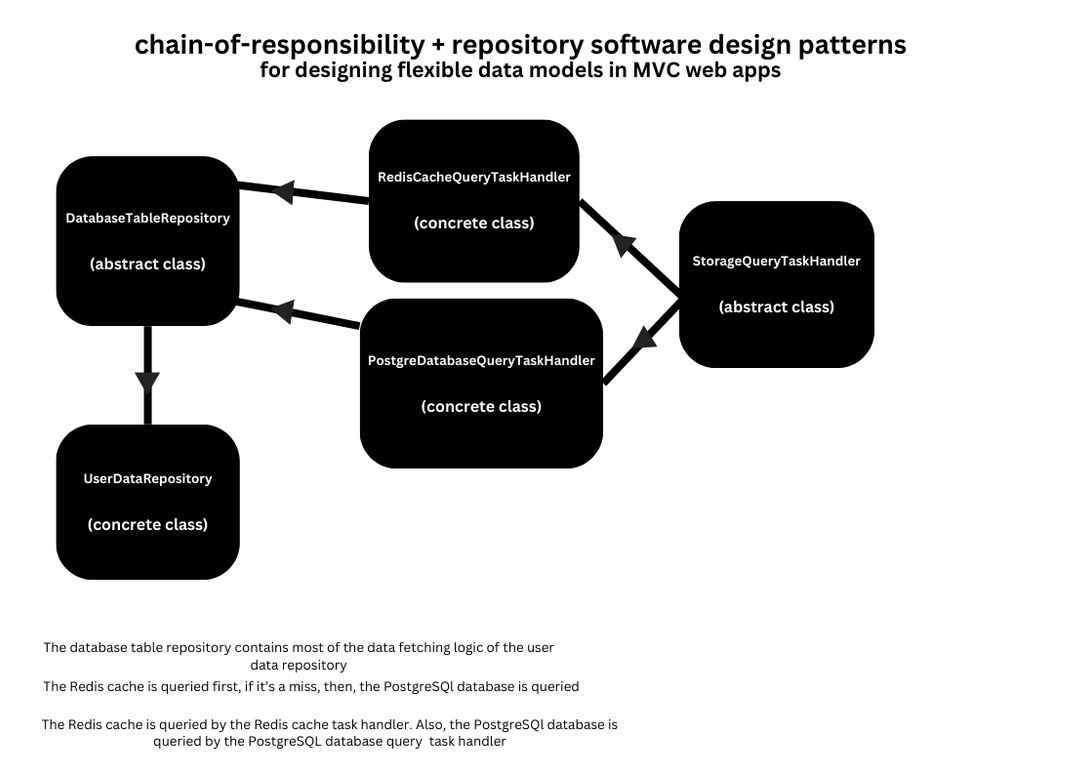 chain-of-responsibility + repository software design patterns
for designing flexible data models in MVC web apps
RedisCacheQueryTaskHandler
(concrete class)
DatabaseTableRepository
(abstract class)
StorageQueryTaskHandler
(abstract class)
PostgreDatabaseQueryTaskHandler
(concrete class)
UserDataRepository
(concrete class)
The database table repository contains most of the data fetching logic of the user
data repository
The Redis cache is queried first, if it's a miss, then, the PostgreSQl database is queried
The Redis cache is queried by the Redis cache task handler. Also, the PostgreSQl database is
queried by the PostgreSQL database query  task handler